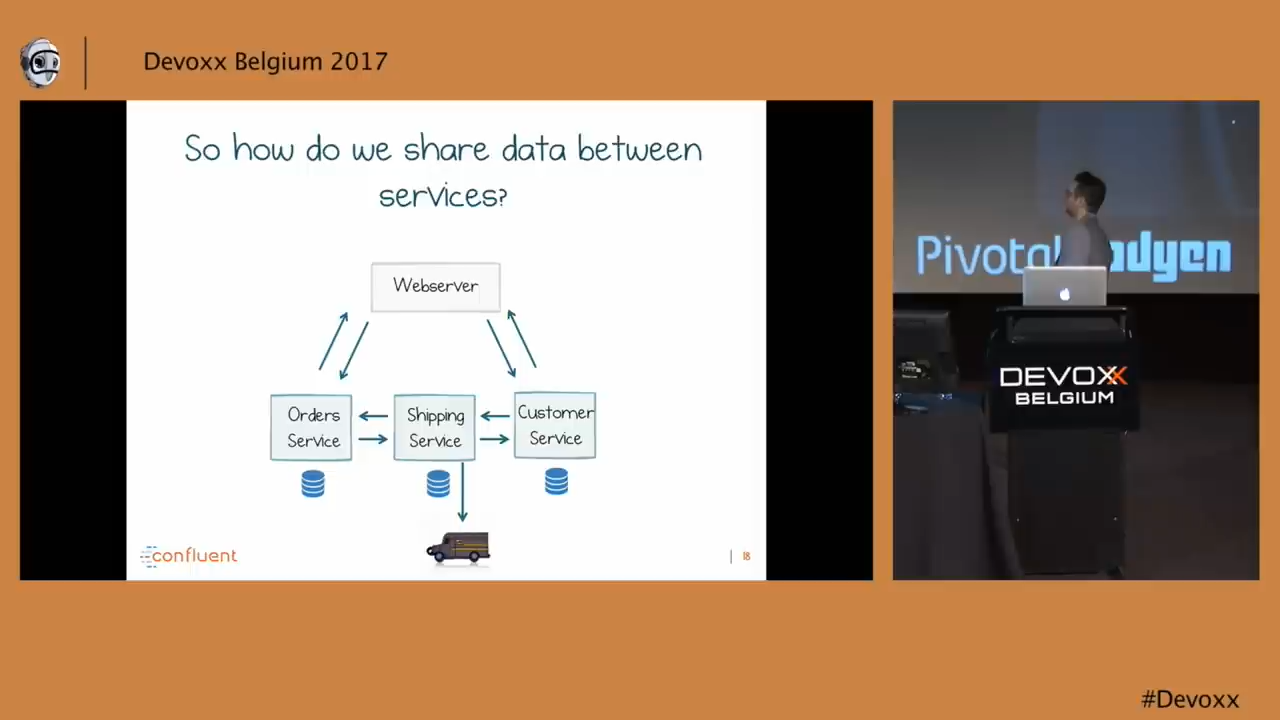 Devoxx Belgium 2017
So how do we share data between
services?
Webserver
Orders
Service
Shipping
Service
Customer
Service
confluent
18
Pivotal
adyen
DEVOXX
BELGIUM
#Devoxx